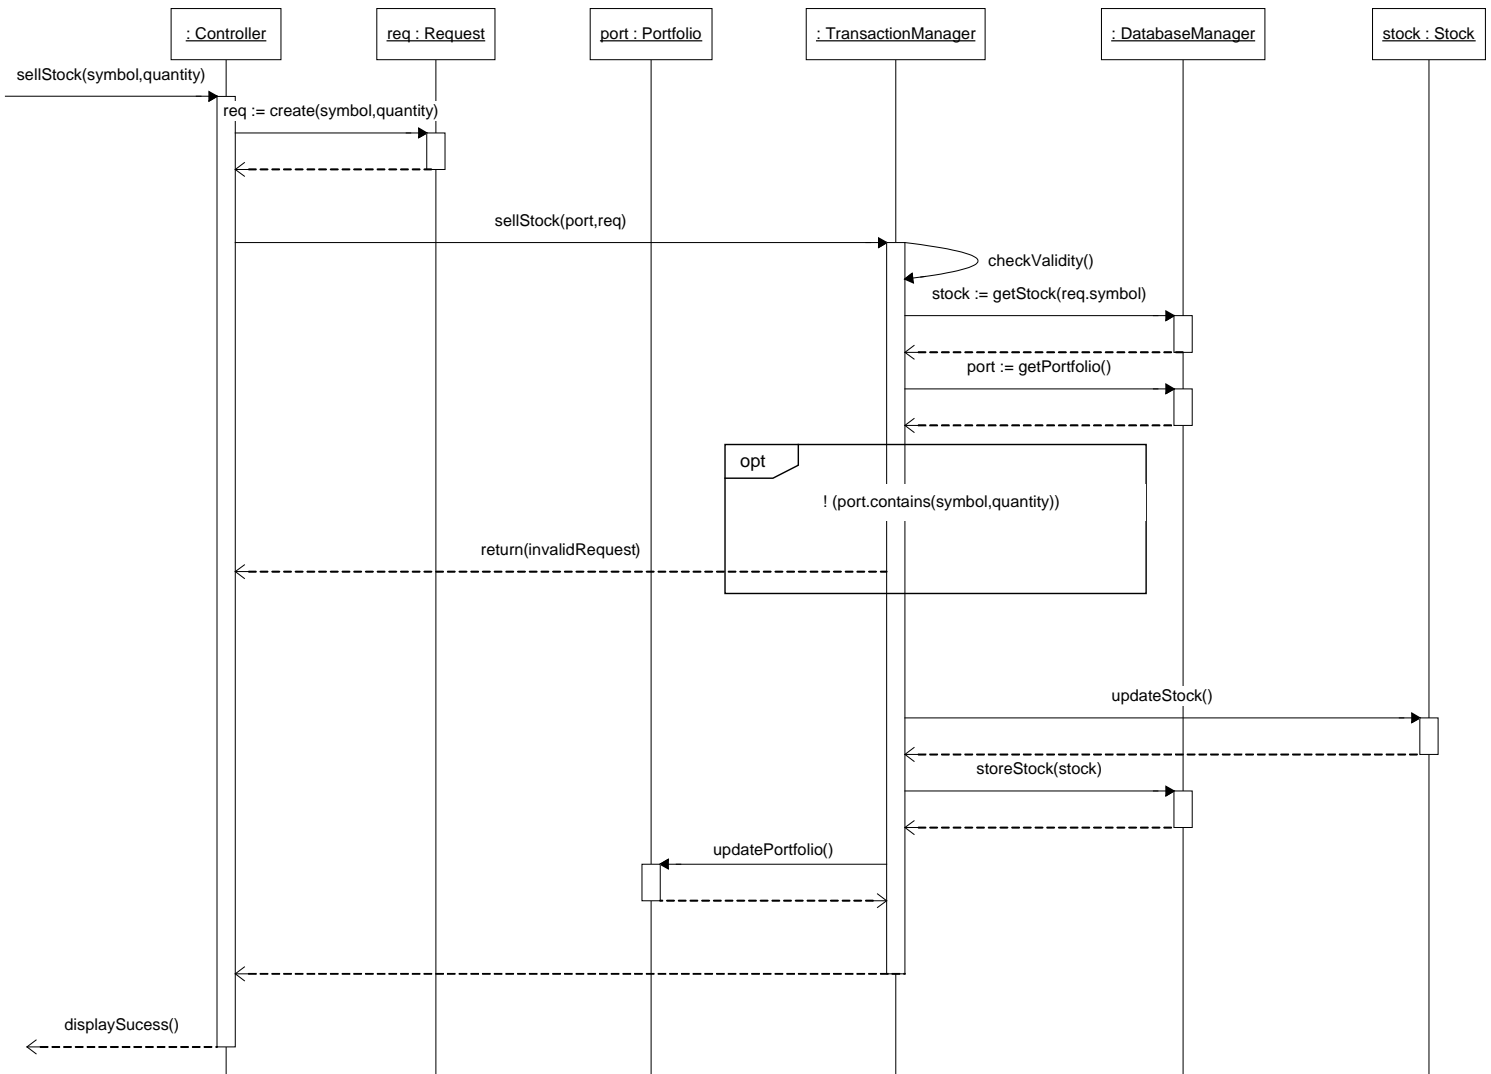 : Controller
req : Request
port : Portfolio
: TransactionManager
: DatabaseManager
stock : Stock
sellStock(symbol,quantity)
req := create(symbol,quantity)
sellStock(port,req)
checkValidity()
stock := getStock(req.symbol)
port := getPortfolio()
opt
! (port.contains(symbol,quantity))
return(invalidRequest)
updateStock()
storeStock(stock)
updatePortfolio()
displaySucess()